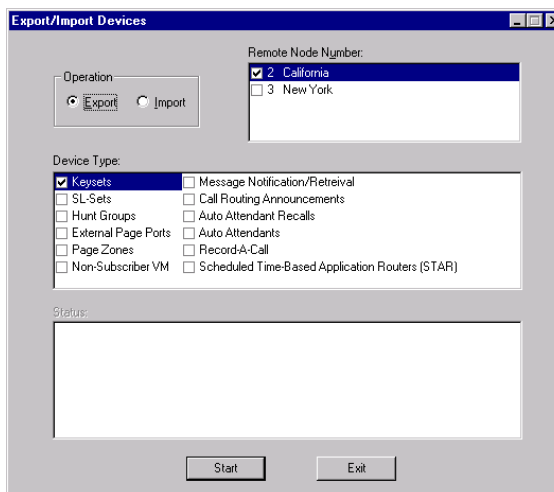 Export/Import Devices
Remote Node Number:
Operation
Export Import
2 California
3 New York
Device Type:
Keysets Message Notification/Retreival
SL-Sets Call Routing Announcements
Hunt Groups Auto Attendant Recalls
External Page Ports Auto Attendants
Page Zones Record-A-Call
Non-Subscriber VM Scheduled Time-Based Application Routers (STAR)
Status:
Start Exit